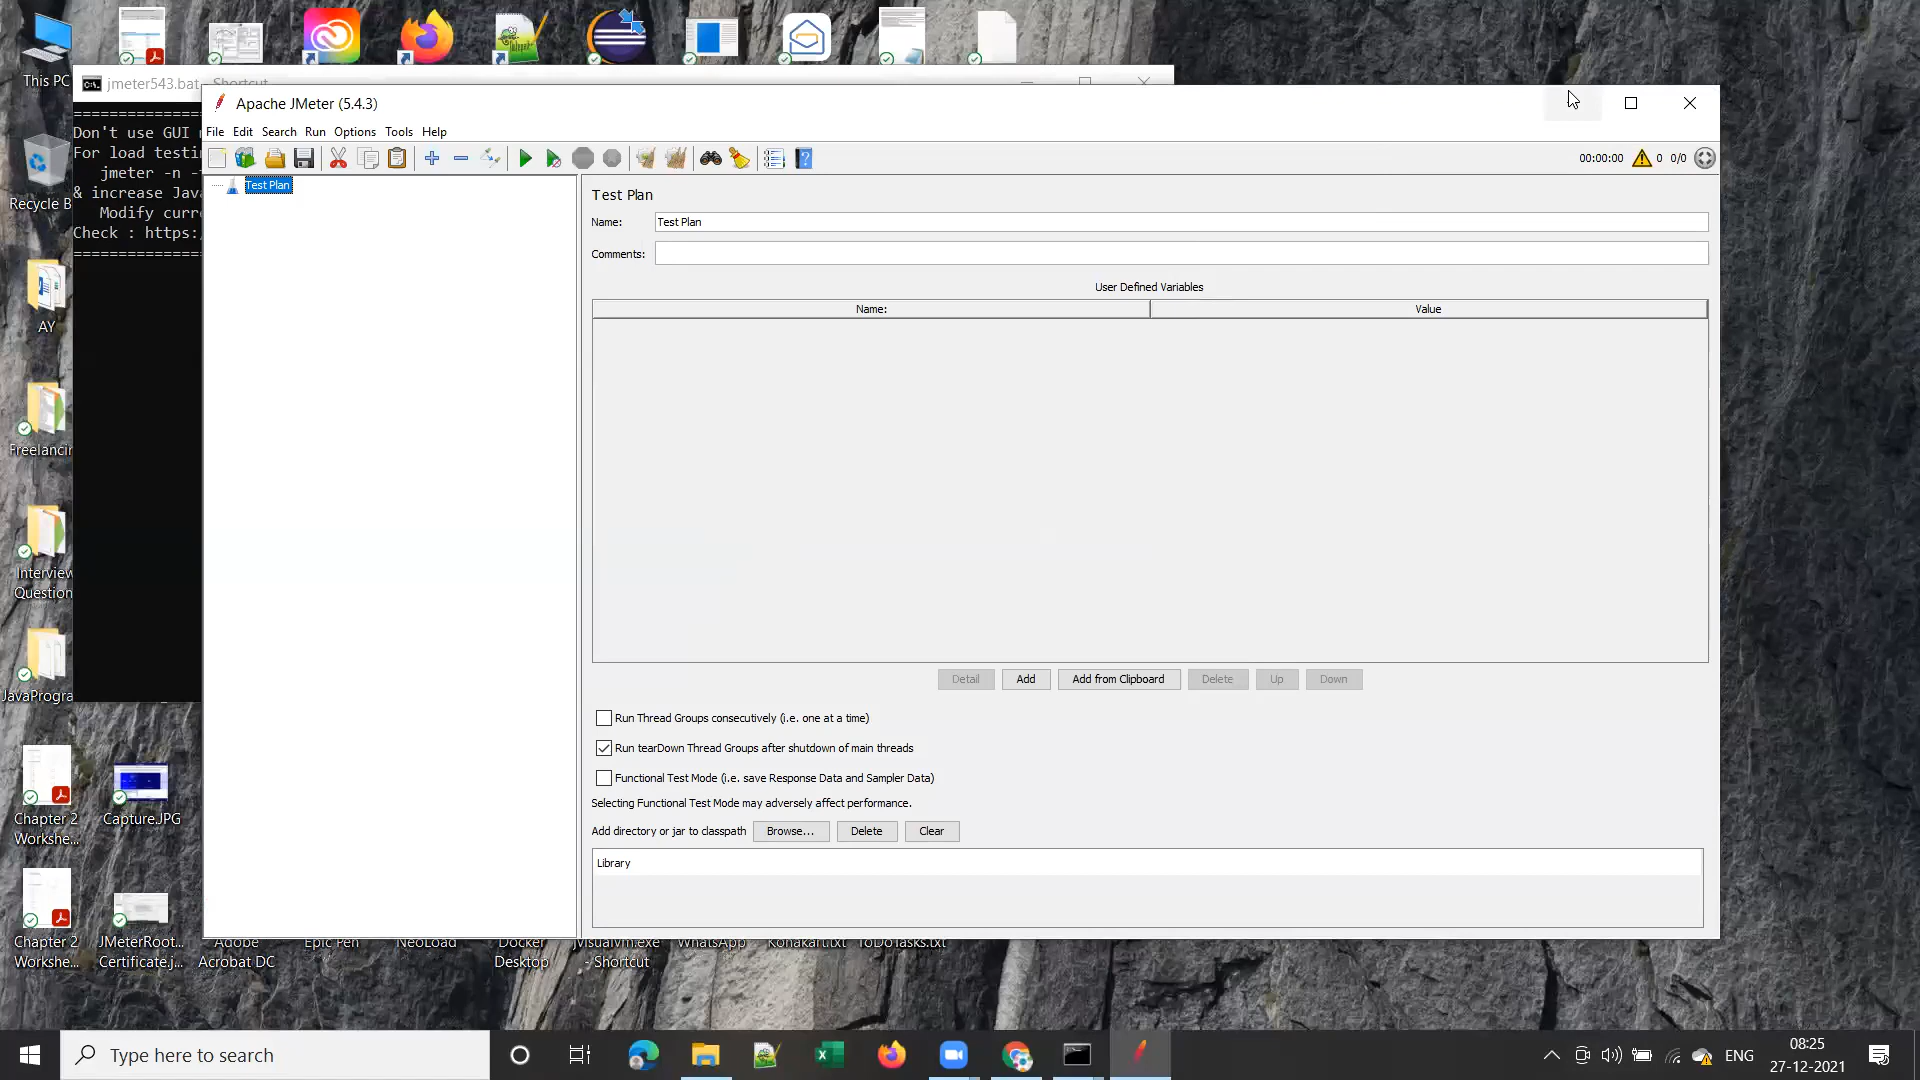 This PC
jmeter543.bat - Shortcut
Don't use GUI
For load testi
jmeter -n -
& increase Jav
Modify curr
Check : https:
Recycle B
AY
Freelancin
Interview
Question
JavaProgra
Chapter 2
Workshe...
Capture.JPG
Chapter 2
Workshe...
JMeterRoot...
Certificate.j...
Adobe
Acrobat DC
Epic Pen
NeoLoad
Docker
Desktop
jvisualvm.exe
- Shortcut
WhatsApp
Konakart.txt
ToDoTasks.txt
Apache JMeter (5.4.3)
File Edit Search Run Options Tools Help
00:00:00 0 0/0
Test Plan
Test Plan
Name: Test Plan
Comments:
User Defined Variables
Name: Value
Detail Add Add from Clipboard Delete Up Down
Run Thread Groups consecutively (i.e. one at a time)
Run tearDown Thread Groups after shutdown of main threads
Functional Test Mode (i.e. save Response Data and Sampler Data)
Selecting Functional Test Mode may adversely affect performance.
Add directory or jar to classpath Browse... Delete Clear
Library
Type here to search
ENG
08:25
27-12-2021